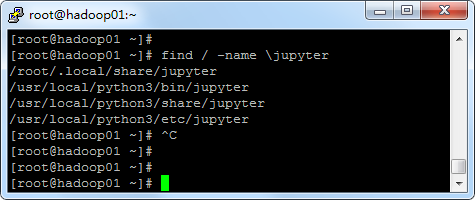 root@hadoop01:~
[root@hadoop01 ~]#
[root@hadoop01 ~]# find / -name \jupyter
/root/.local/share/jupyter
/usr/local/python3/bin/jupyter
/usr/local/python3/share/jupyter
/usr/local/python3/etc/jupyter
[root@hadoop01 ~]# ^C
[root@hadoop01 ~]#
[root@hadoop01 ~]#
[root@hadoop01 ~]#